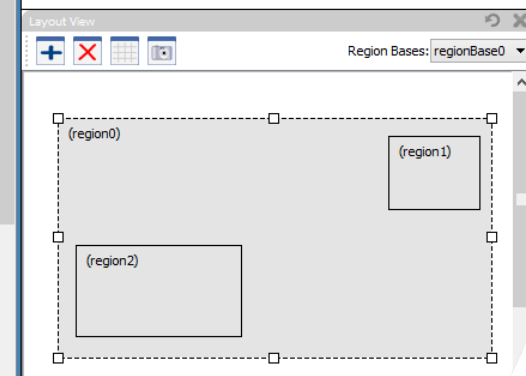 Layout View
Region Bases: regionBase0
(region0)
(region1)
(region2)